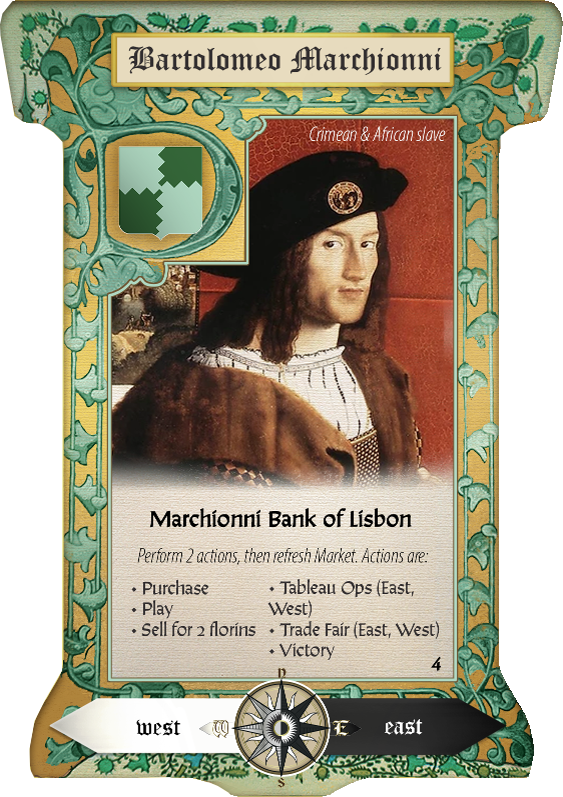 Bartolomeo Marchionni
Crimean & African slave
Marchionni Bank of Lisbon
Perform 2 actions, then refresh Market. Actions are:
• Purchase
• Play
• Sell for 2 florins
• Tableau Ops (East,
West)
• Trade Fair (East, West)
• Victory
4
n
west W O E east
S